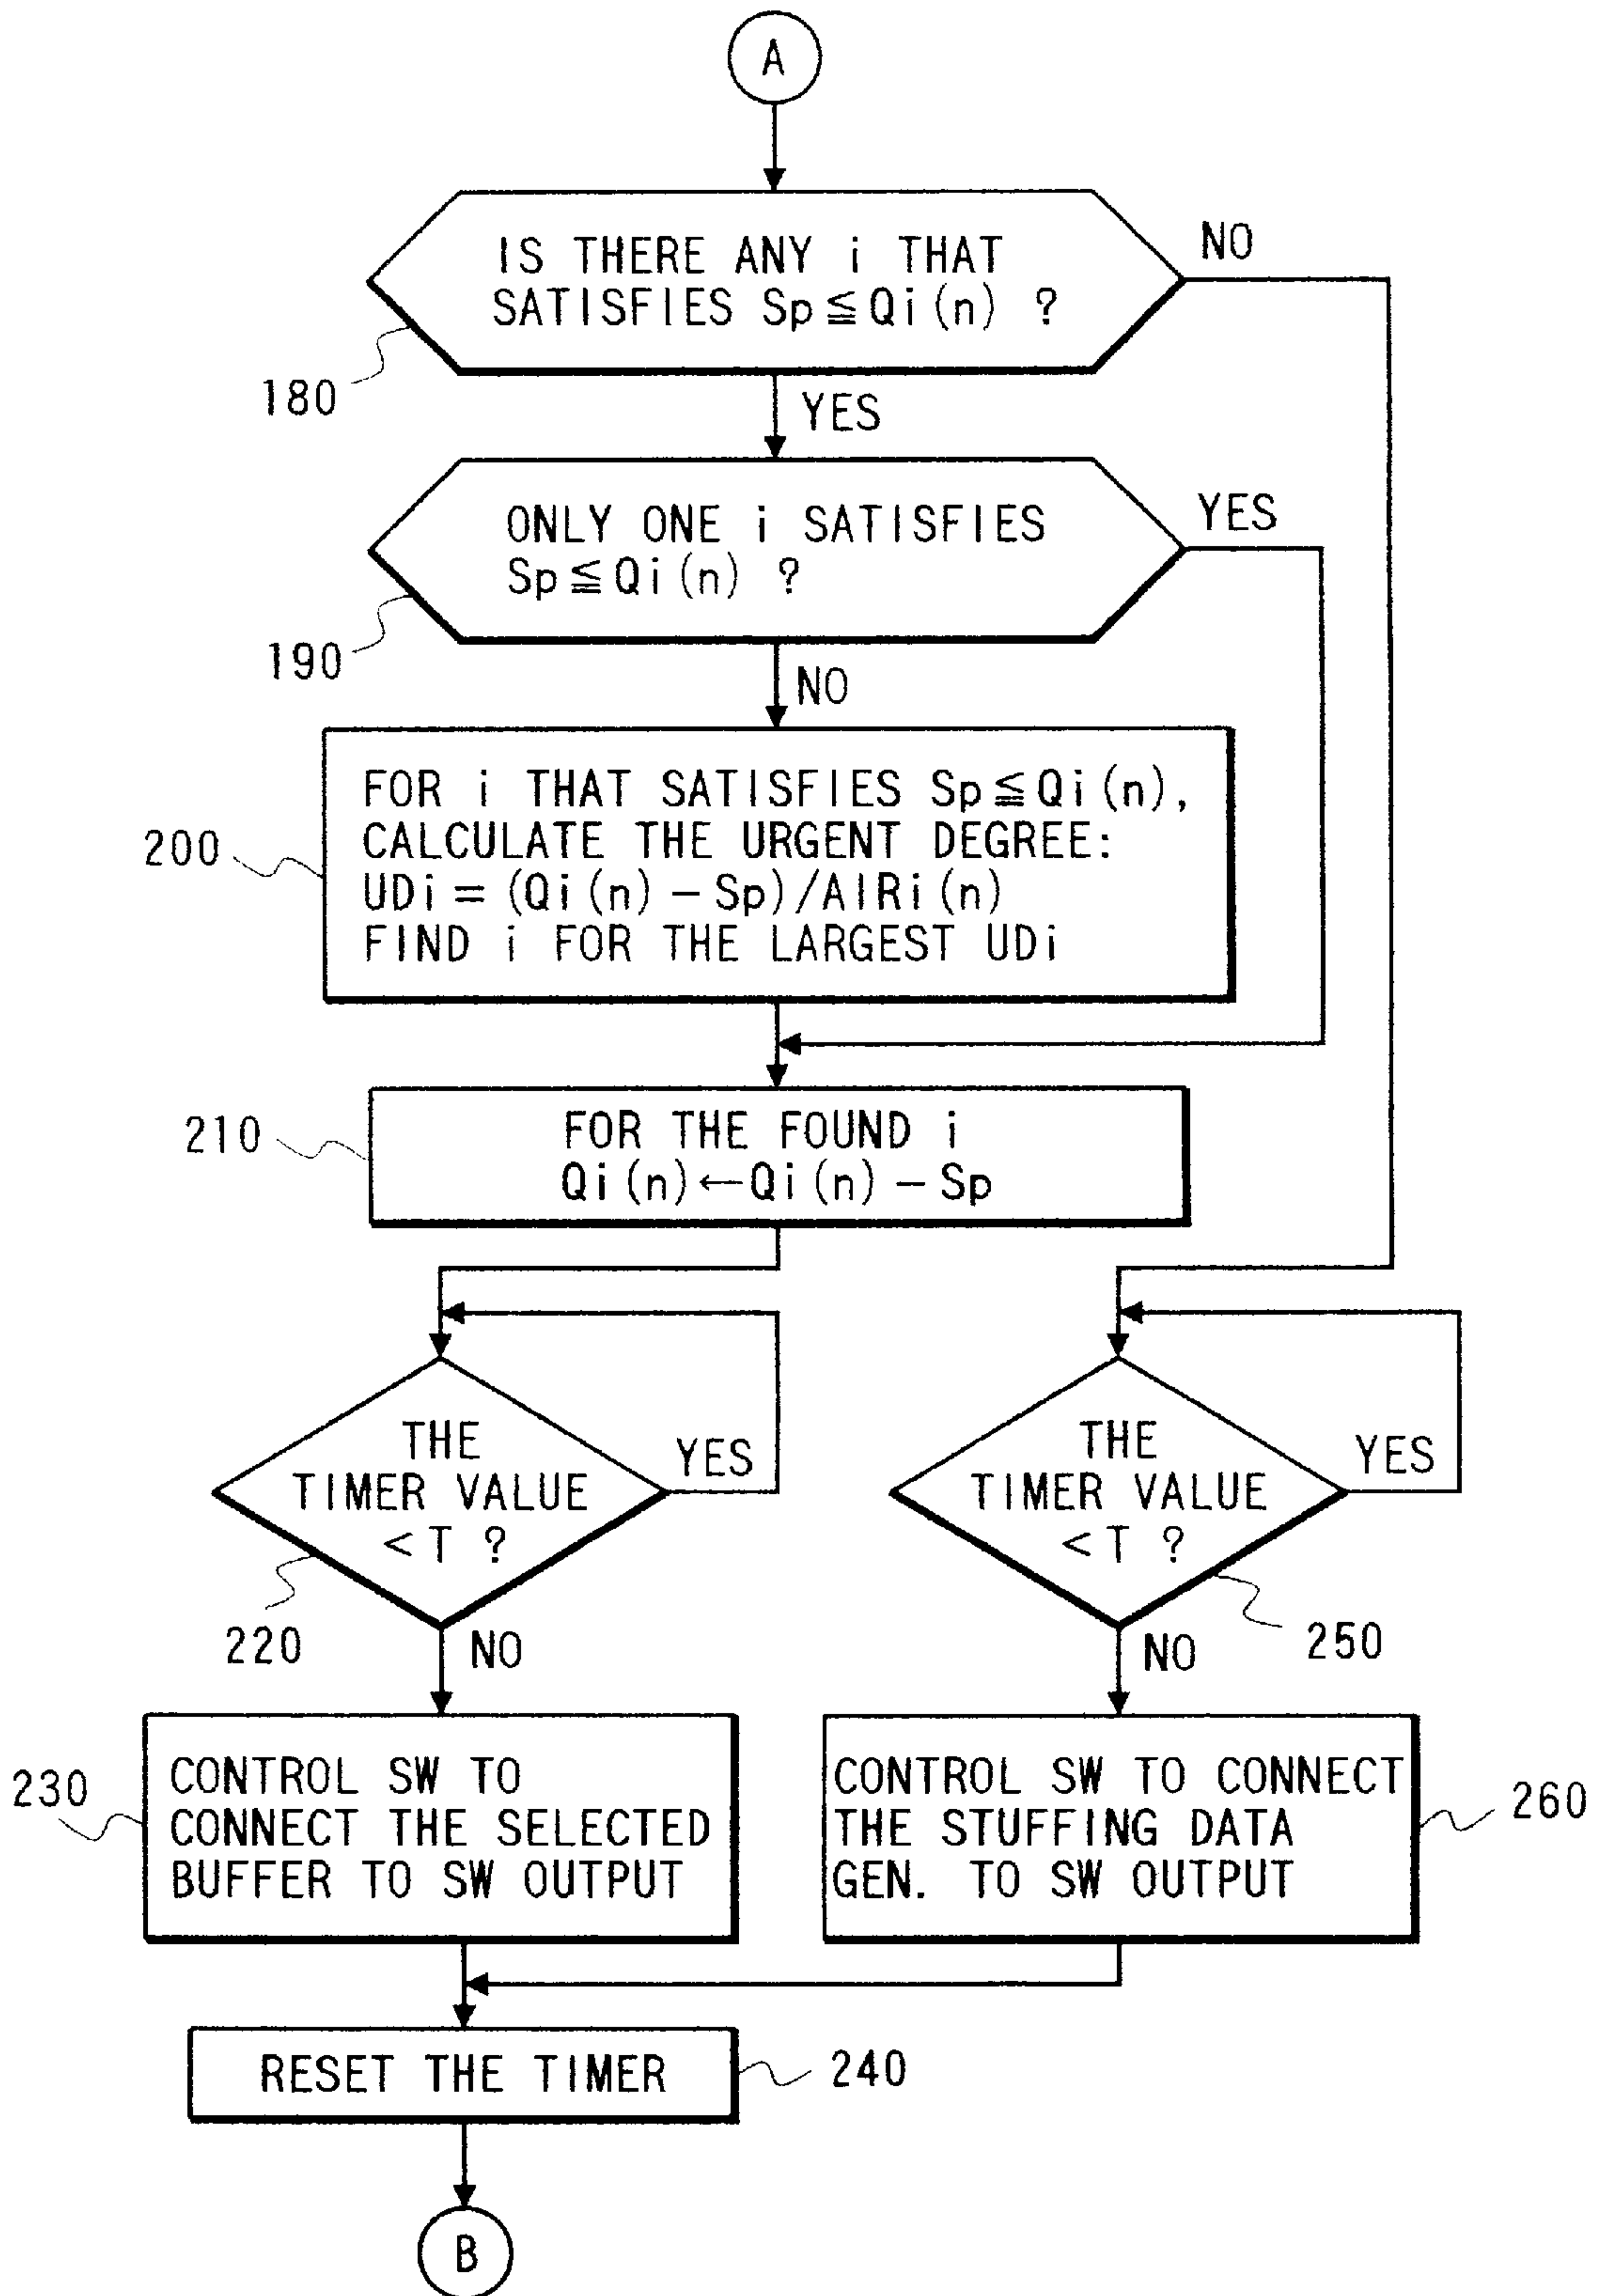 A
IS THERE ANY i THAT
SATISFIES Sp≦Qi(n) ?
NO
180
YES
ONLY ONE i SATISFIES
Sp≦Qi(n) ?
YES
190
NO
FOR i THAT SATISFIES Sp≦Qi(n),
CALCULATE THE URGENT DEGREE:
UDi = (Qi(n) − Sp)/AIRi(n)
FIND i FOR THE LARGEST UDi
200
FOR THE FOUND i
Qi(n)←Qi(n) − Sp
210
THE
TIMER VALUE
< T ?
YES
220
NO
THE
TIMER VALUE
< T ?
YES
250
NO
CONTROL SW TO
CONNECT THE SELECTED
BUFFER TO SW OUTPUT
230
CONTROL SW TO CONNECT
THE STUFFING DATA
GEN. TO SW OUTPUT
260
RESET THE TIMER
240
B